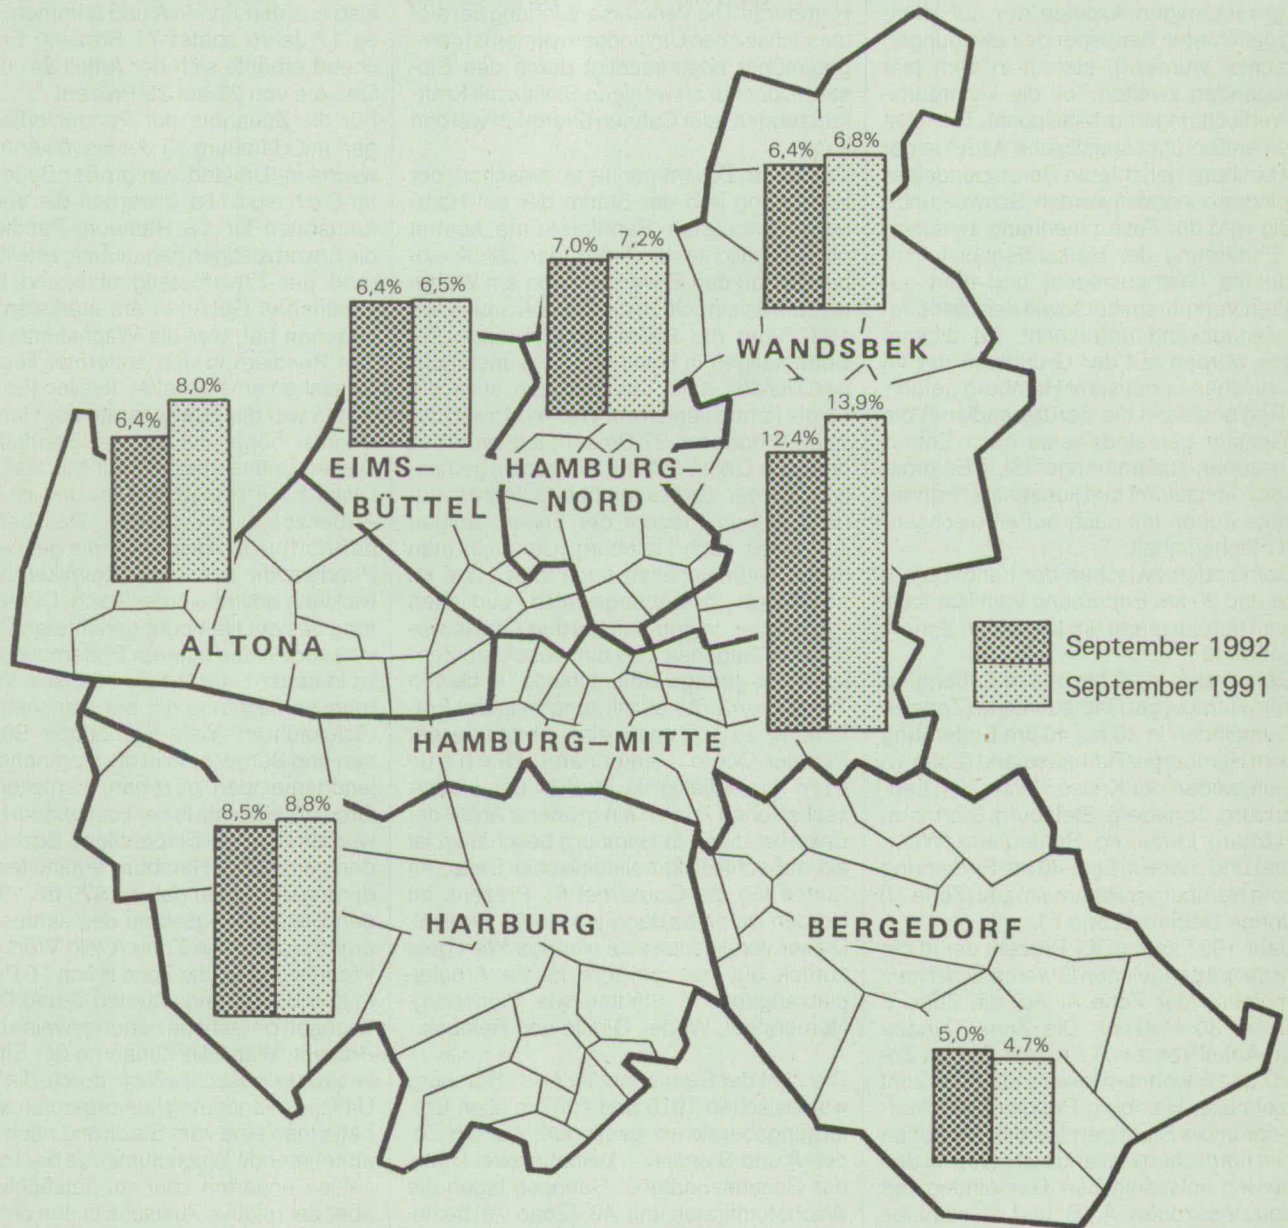 6,4% 6,8%
7,0% 7,2%
6,4% 6,5%
WANDSBEK
6,4% 8,0%
12,4% 13,9%
EIMS–
BÜTTEL
HAMBURG–
NORD
ALTONA
September 1992
September 1991
HAMBURG–MITTE
8,5% 8,8%
HARBURG
BERGEDORF
5,0% 4,7%